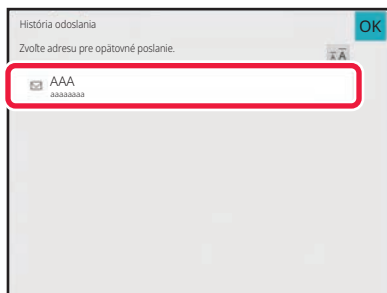 História odoslania
OK
Zvoľte adresu pre opätovné poslanie.
AAA
aaaaaaaa